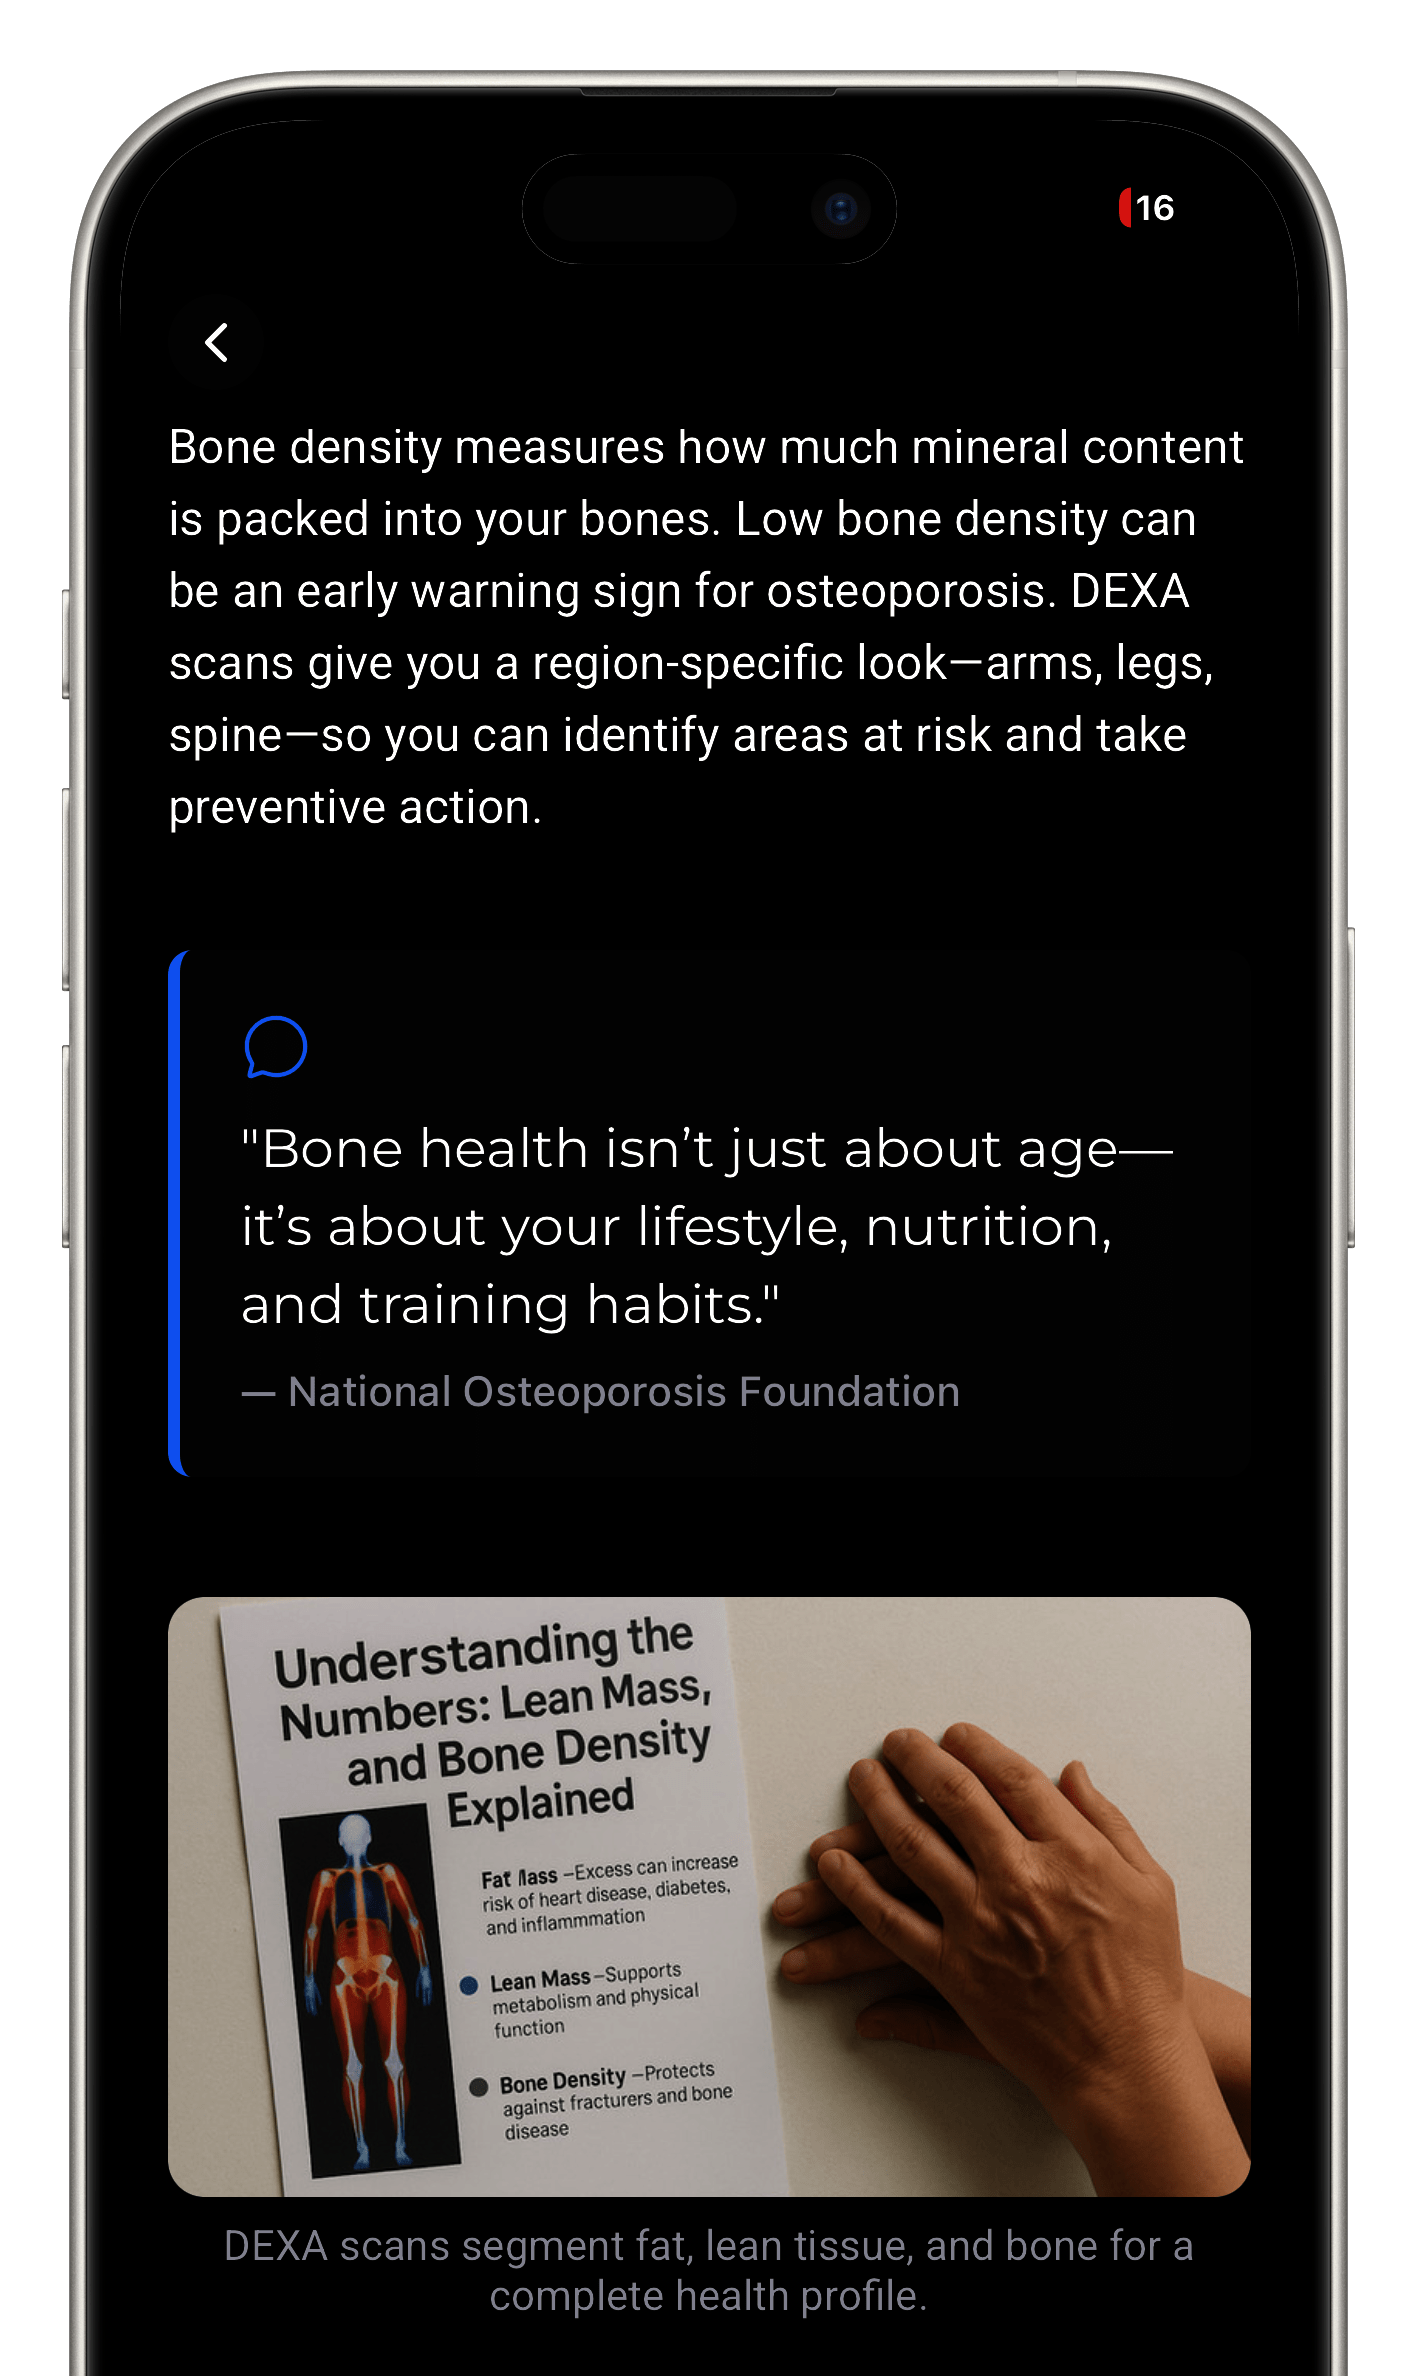 16
Bone density measures how much mineral content
is packed into your bones. Low bone density can
be an early warning sign for osteoporosis. DEXA
scans give you a region-specific look—arms, legs,
spine—so you can identify areas at risk and take
preventive action.
"Bone health isn’t just about age—
it’s about your lifestyle, nutrition,
and training habits."
— National Osteoporosis Foundation
Understanding the
Numbers: Lean Mass,
and Bone Density
Explained
Fat –Excess can increase
risk of heart disease, diabetes,
and inflammmation
Lean Mass –Supports
metabolism and physical
function
Bone Density –Protects
against fracturers and bone
disease
DEXA scans segment fat, lean tissue, and bone for a
complete health profile.